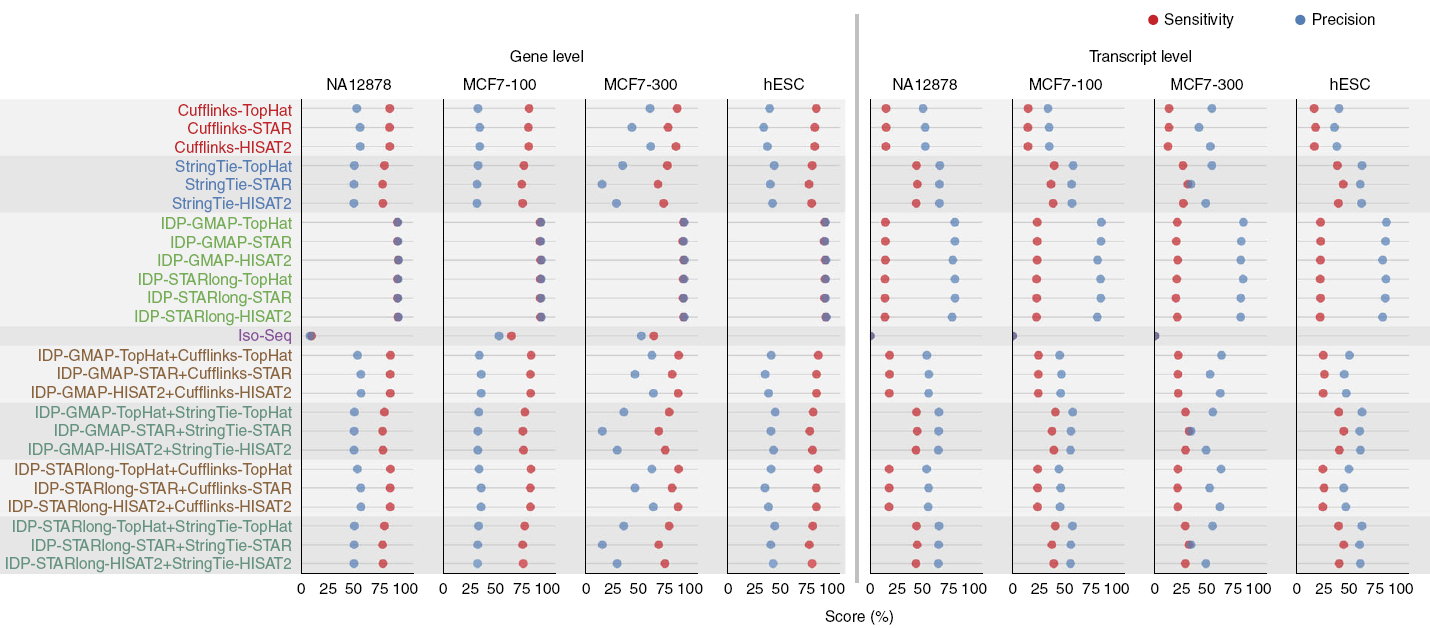 Sensitivity Precision
Gene level Transcript level
NA12878 MCF7-100 MCF7-300 hESC NA12878 MCF7-100 MCF7-300 hESC
Cufflinks-TopHat
Cufflinks-STAR
Cufflinks-HISAT2
StringTie-TopHat
StringTie-STAR
StringTie-HISAT2
IDP-GMAP-TopHat
IDP-GMAP-STAR
IDP-GMAP-HISAT2
IDP-STARlong-TopHat
IDP-STARlong-STAR
IDP-STARlong-HISAT2
Iso-Seq
IDP-GMAP-TopHat+Cufflinks-TopHat
IDP-GMAP-STAR+Cufflinks-STAR
IDP-GMAP-HISAT2+Cufflinks-HISAT2
IDP-GMAP-TopHat+StringTie-TopHat
IDP-GMAP-STAR+StringTie-STAR
IDP-GMAP-HISAT2+StringTie-HISAT2
IDP-STARlong-TopHat+Cufflinks-TopHat
IDP-STARlong-STAR+Cufflinks-STAR
IDP-STARlong-HISAT2+Cufflinks-HISAT2
IDP-STARlong-TopHat+StringTie-TopHat
IDP-STARlong-STAR+StringTie-STAR
IDP-STARlong-HISAT2+StringTie-HISAT2
0 25 50 75 100 0 25 50 75 100 0 25 50 75 100 0 25 50 75 100 0 25 50 75 100 0 25 50 75 100 0 25 50 75 100 0 25 50 75 100
Score (%)